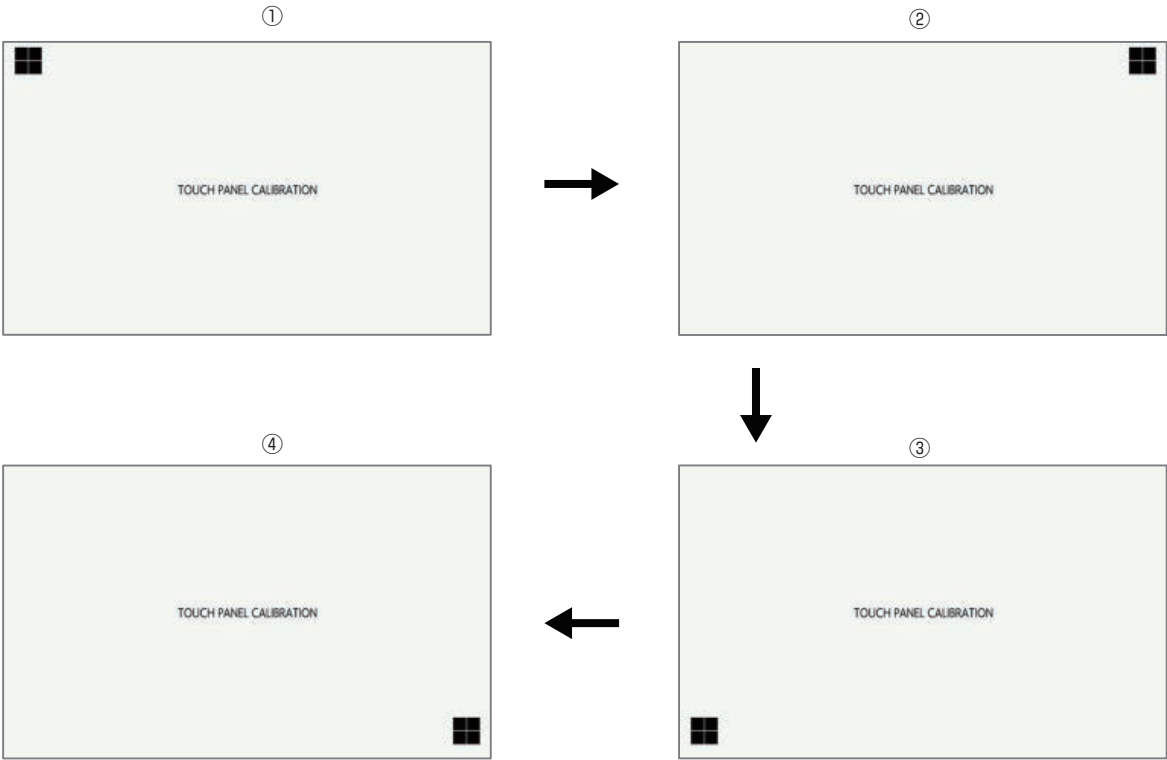 ①
②
TOUCH PANEL CALIBRATION
TOUCH PANEL CALIBRATION
④
③
TOUCH PANEL CALIBRATION
TOUCH PANEL CALIBRATION